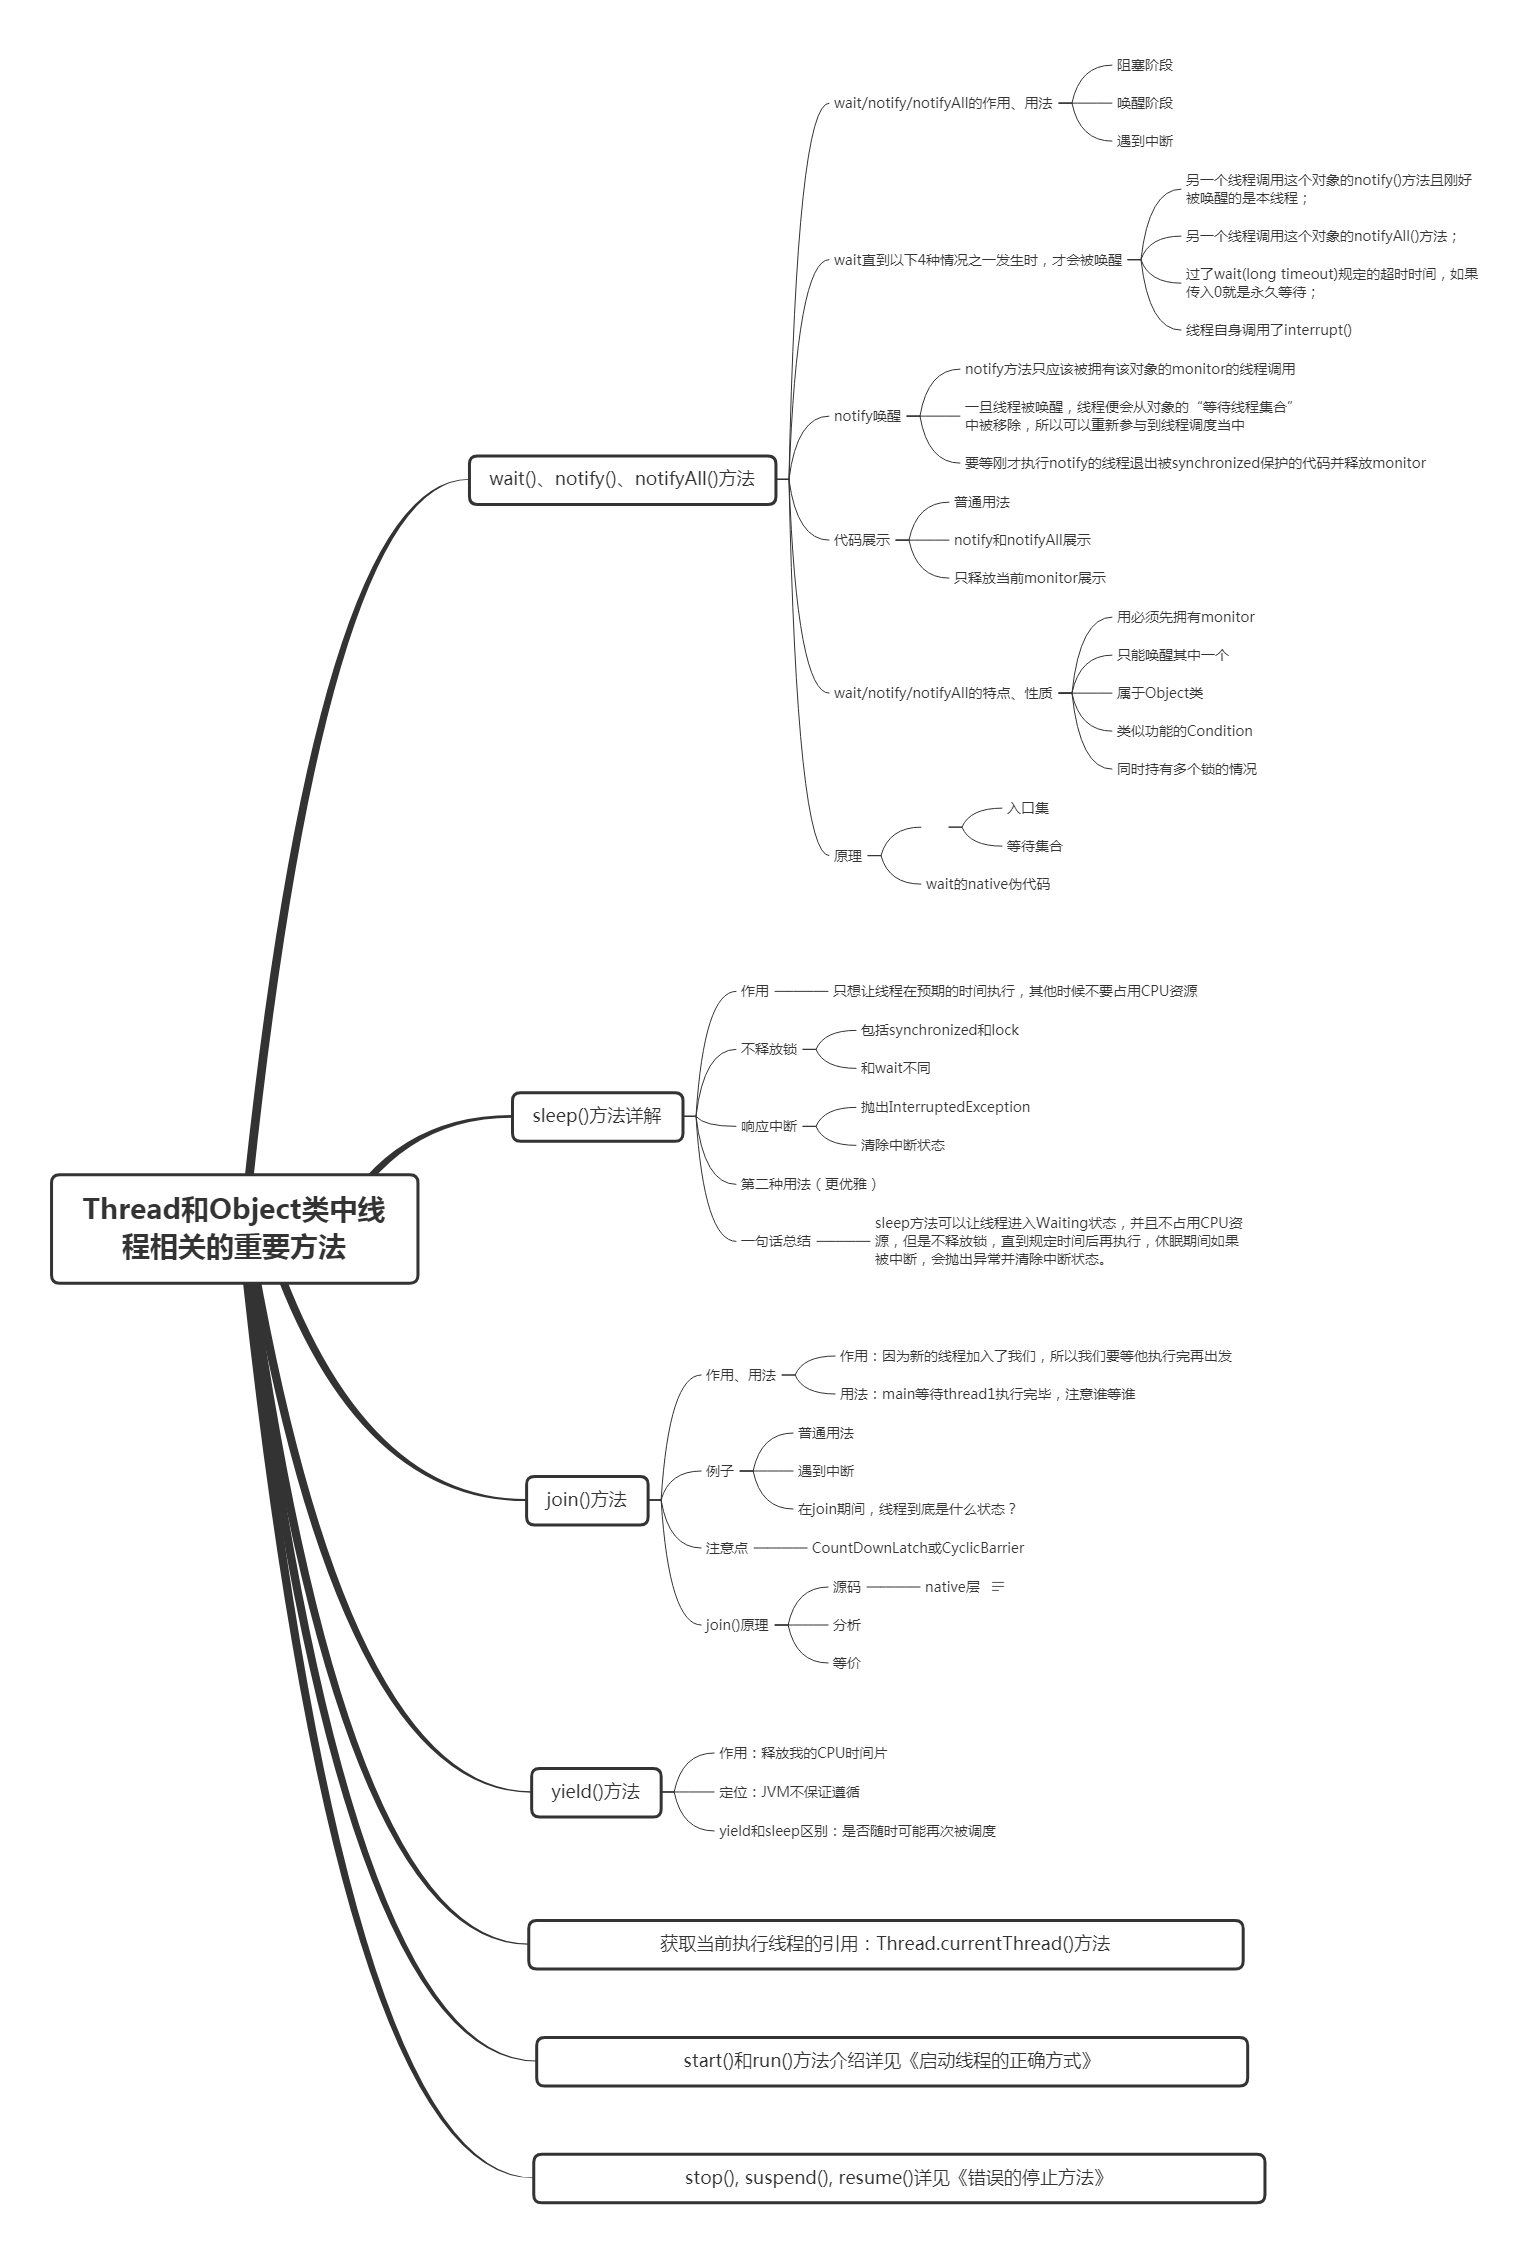 阻塞阶段
wait/notify/notifyAll的作用、用法
唤醒阶段
遇到中断
另一个线程调用这个对象的notify()方法且刚好
被唤醒的是本线程；
另一个线程调用这个对象的notifyAll()方法；
wait直到以下4种情况之一发生时，才会被唤醒
过了wait(long timeout)规定的超时时间，如果
传入0就是永久等待；
线程自身调用了interrupt()
notify方法只应该被拥有该对象的monitor的线程调用
notify唤醒
一旦线程被唤醒，线程便会从对象的“等待线程集合”
中被移除，所以可以重新参与到线程调度当中
要等刚才执行notify的线程退出被synchronized保护的代码并释放monitor
wait()、notify()、notifyAll()方法
普通用法
代码展示
notify和notifyAll展示
只释放当前monitor展示
用必须先拥有monitor
只能唤醒其中一个
wait/notify/notifyAll的特点、性质
属于Object类
类似功能的Condition
同时持有多个锁的情况
入口集
等待集合
原理
wait的native伪代码
作用
只想让线程在预期的时间执行，其他时候不要占用CPU资源
包括synchronized和lock
不释放锁
和wait不同
sleep()方法详解
抛出InterruptedException
响应中断
清除中断状态
第二种用法（更优雅）
一句话总结
sleep方法可以让线程进入Waiting状态，并且不占用CPU资
源，但是不释放锁，直到规定时间后再执行，休眠期间如果
被中断，会抛出异常并清除中断状态。
Thread和Object类中线
程相关的重要方法
作用：因为新的线程加入了我们，所以我们要等他执行完再出发
作用、用法
用法：main等待thread1执行完毕，注意谁等谁
普通用法
例子
遇到中断
在join期间，线程到底是什么状态？
join()方法
注意点
CountDownLatch或CyclicBarrier
源码
native层
join()原理
分析
等价
作用：释放我的CPU时间片
yield()方法
定位：JVM不保证遵循
yield和sleep区别：是否随时可能再次被调度
获取当前执行线程的引用：Thread.currentThread()方法
start()和run()方法介绍详见《启动线程的正确方式》
stop(), suspend(), resume()详见《错误的停止方法》